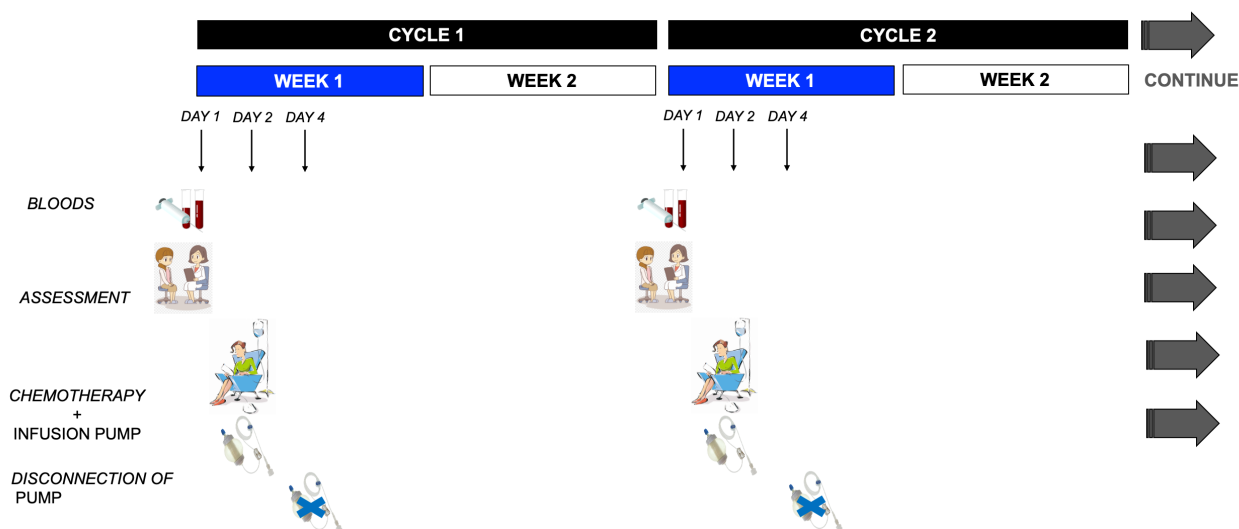 CYCLE 1
CYCLE 2
WEEK 1
WEEK 2
WEEK 1
WEEK 2
CONTINUE
DAY 1
DAY 2
DAY 4
DAY 1
DAY 2
DAY 4
BLOODS
ASSESSMENT
CHEMOTHERAPY
+
INFUSION PUMP
DISCONNECTION OF
PUMP